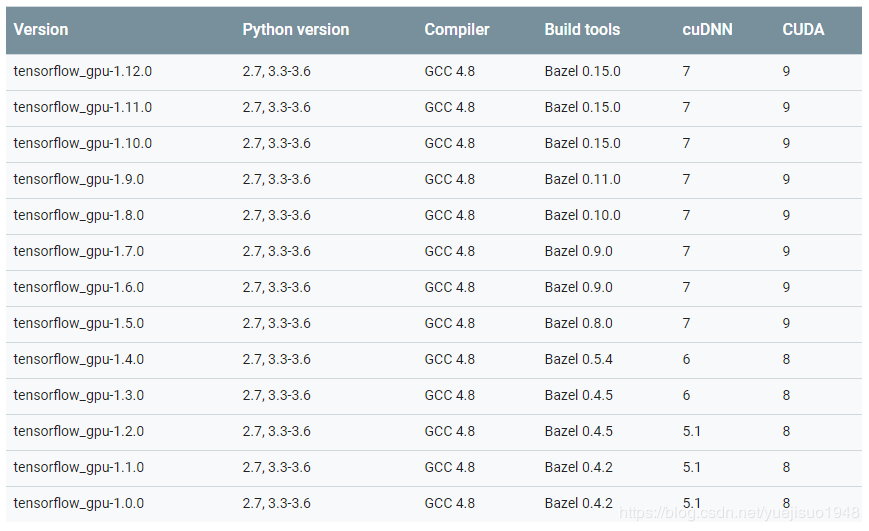 Version Python version Compiler Build tools cuDNN CUDA
tensorflow_gpu-1.12.0 2.7, 3.3-3.6 GCC 4.8 Bazel 0.15.0 7 9
tensorflow_gpu-1.11.0 2.7, 3.3-3.6 GCC 4.8 Bazel 0.15.0 7 9
tensorflow_gpu-1.10.0 2.7, 3.3-3.6 GCC 4.8 Bazel 0.15.0 7 9
tensorflow_gpu-1.9.0 2.7, 3.3-3.6 GCC 4.8 Bazel 0.11.0 7 9
tensorflow_gpu-1.8.0 2.7, 3.3-3.6 GCC 4.8 Bazel 0.10.0 7 9
tensorflow_gpu-1.7.0 2.7, 3.3-3.6 GCC 4.8 Bazel 0.9.0 7 9
tensorflow_gpu-1.6.0 2.7, 3.3-3.6 GCC 4.8 Bazel 0.9.0 7 9
tensorflow_gpu-1.5.0 2.7, 3.3-3.6 GCC 4.8 Bazel 0.8.0 7 9
tensorflow_gpu-1.4.0 2.7, 3.3-3.6 GCC 4.8 Bazel 0.5.4 6 8
tensorflow_gpu-1.3.0 2.7, 3.3-3.6 GCC 4.8 Bazel 0.4.5 6 8
tensorflow_gpu-1.2.0 2.7, 3.3-3.6 GCC 4.8 Bazel 0.4.5 5.1 8
tensorflow_gpu-1.1.0 2.7, 3.3-3.6 GCC 4.8 Bazel 0.4.2 5.1 8
tensorflow_gpu-1.0.0 2.7, 3.3-3.6 GCC 4.8 Bazel 0.4.2 5.1 8
https://blog.csdn.net/yuejisuo1948